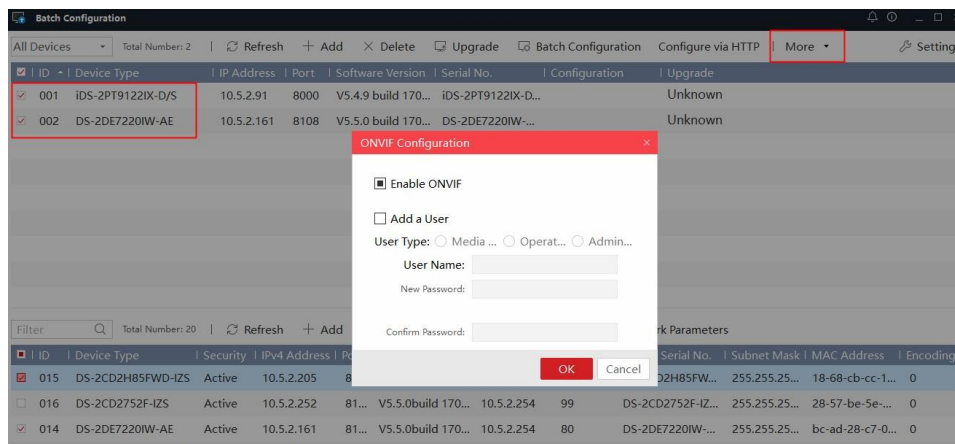 Batch Configuration
All Devices Total Number: 2 Refresh Add Delete Upgrade Batch Configuration Configure via HTTP More Setting
ID Device Type IP Address Port Software Version Serial No. Configuration Upgrade
001 iDS-2PT9122IX-D/S 10.5.2.91 8000 V5.4.9 build 170... iDS-2PT9122IX-D... Unknown
002 DS-2DE7220IW-AE 10.5.2.161 8108 V5.5.0 build 170... DS-2DE7220IW-... Unknown
ONVIF Configuration
Enable ONVIF
Add a User
User Type: Media ... Operat... Admin...
User Name:
New Password:
Confirm Password:
OK Cancel
Filter Total Number: 20 Refresh Add rk Parameters
ID Device Type Security IPv4 Address Po Serial No. Subnet Mask MAC Address Encoding
015 DS-2CD2H85FWD-IZS Active 10.5.2.205 8 D2H85FW... 255.255.25... 18-68-cb-cc-1... 0
016 DS-2CD2752F-IZS Active 10.5.2.252 81... V5.5.0build 170... 10.5.2.254 99 DS-2CD2752F-IZ... 255.255.25... 28-57-be-5e-... 0
014 DS-2DE7220IW-AE Active 10.5.2.161 81... V5.5.0build 170... 10.5.2.254 80 DS-2DE7220IW-... 255.255.25... bc-ad-28-c7-0... 0